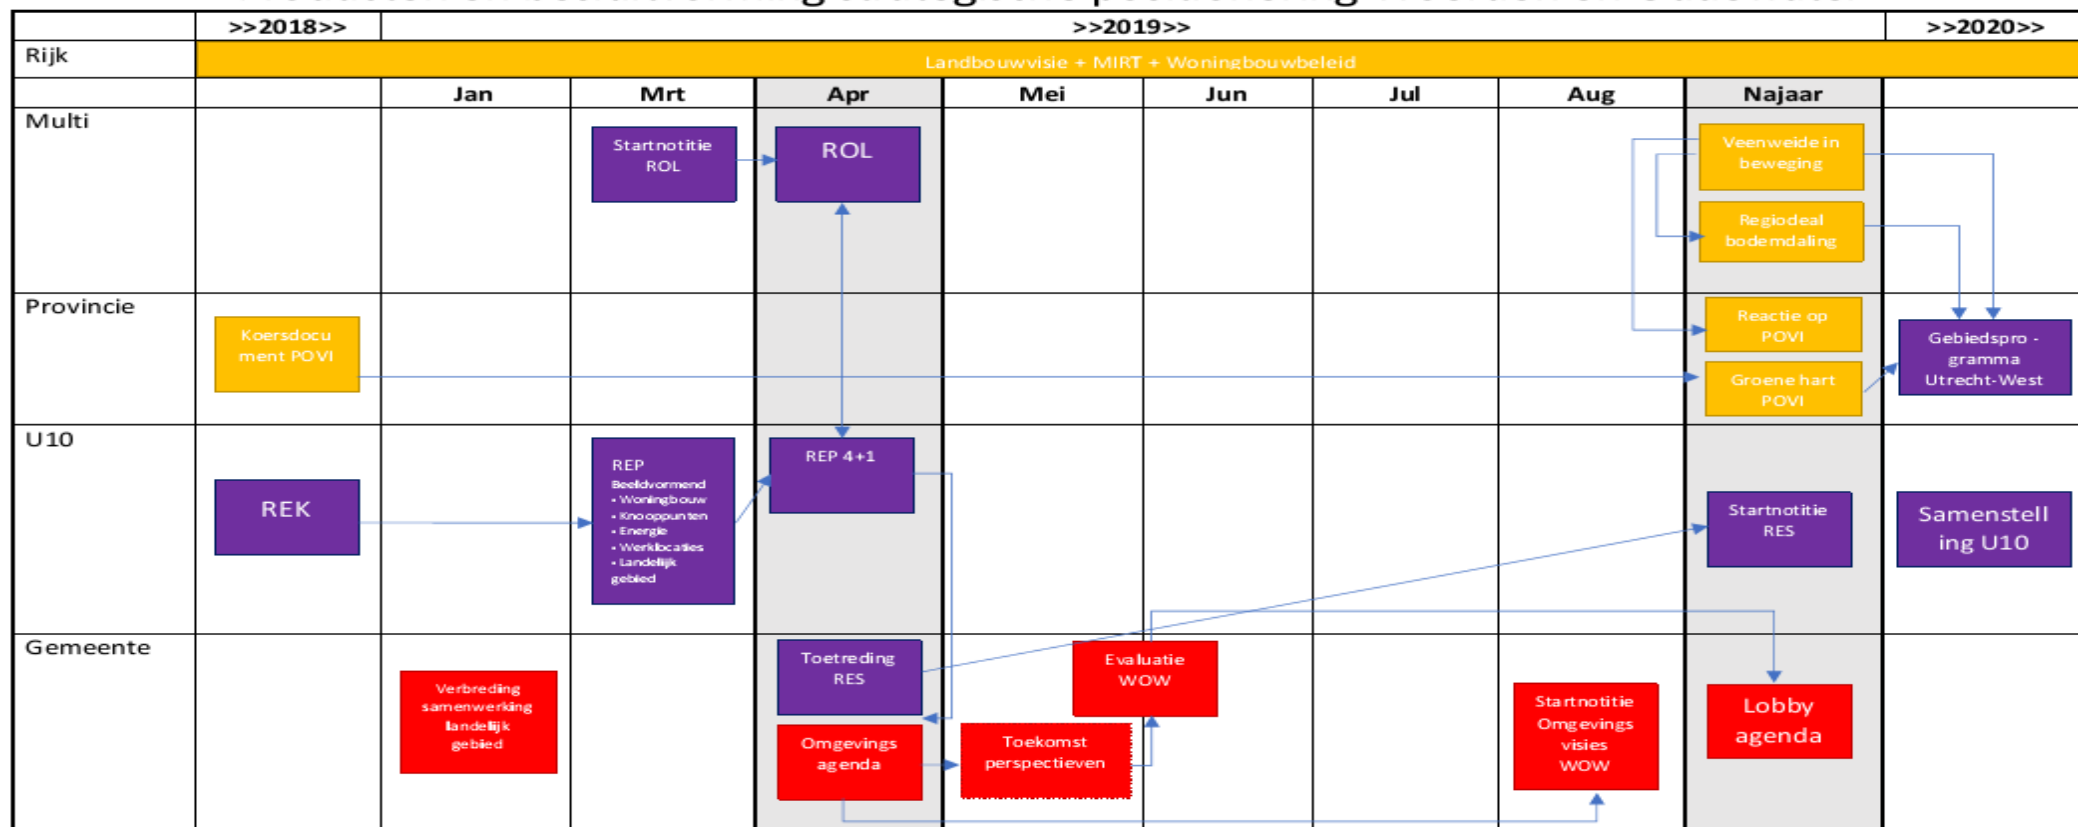 >>2018>> >>2019>> >>2020>>
Rijk
Landbouwvisie + MIRT + Woningbouwbeleid
Jan Mrt Apr Mei Jun Jul Aug Najaar
Multi
Startnotitie
ROL
ROL
Veenweide in
beweging
Regiodeal
bodemdaling
Provincie
Koersdocu
ment POVI
Reactie op
POVI
Groene hart
POVI
Gebiedspro -
gramma
Utrecht-West
U10
REK
REP
Beeldvormend
- Woningbouw
- Knooppunten
- Energie
- Werklocaties
- Landelijk
gebied
REP 4+1
Startnotitie
RES
Samenstell
ing U10
Gemeente
Verbreding
samenwerking
landelijk
gebied
Toetreding
RES
Omgevings
agenda
Toekomst
perspectieven
Evaluatie
WOW
Startnotitie
Omgevings
visies
WOW
Lobby
agenda